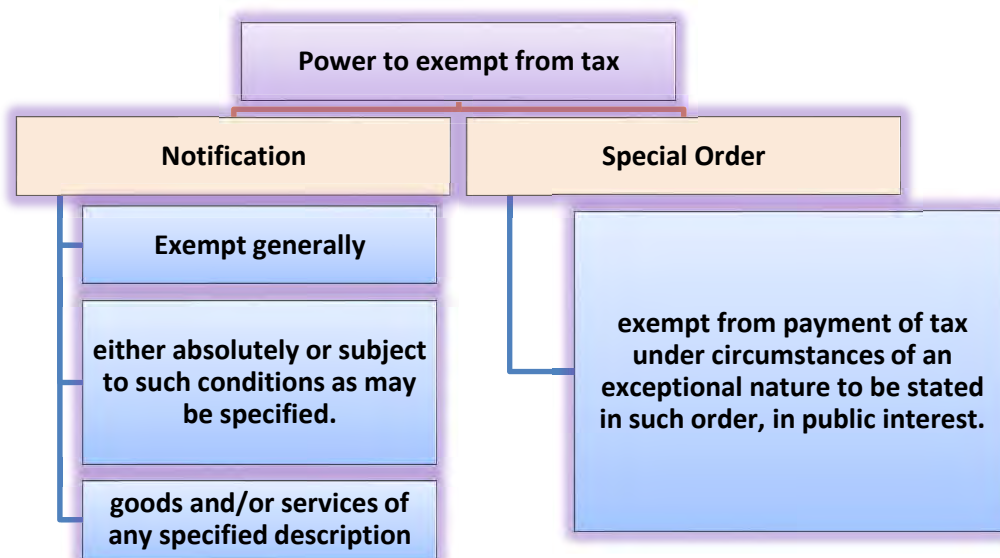 Power to exempt from tax
Notification
Special Order
Exempt generally
either absolutely or subject
to such conditions as may
be specified.
goods and/or services of
any specified description
exempt from payment of tax
under circumstances of an
exceptional nature to be stated
in such order, in public interest.